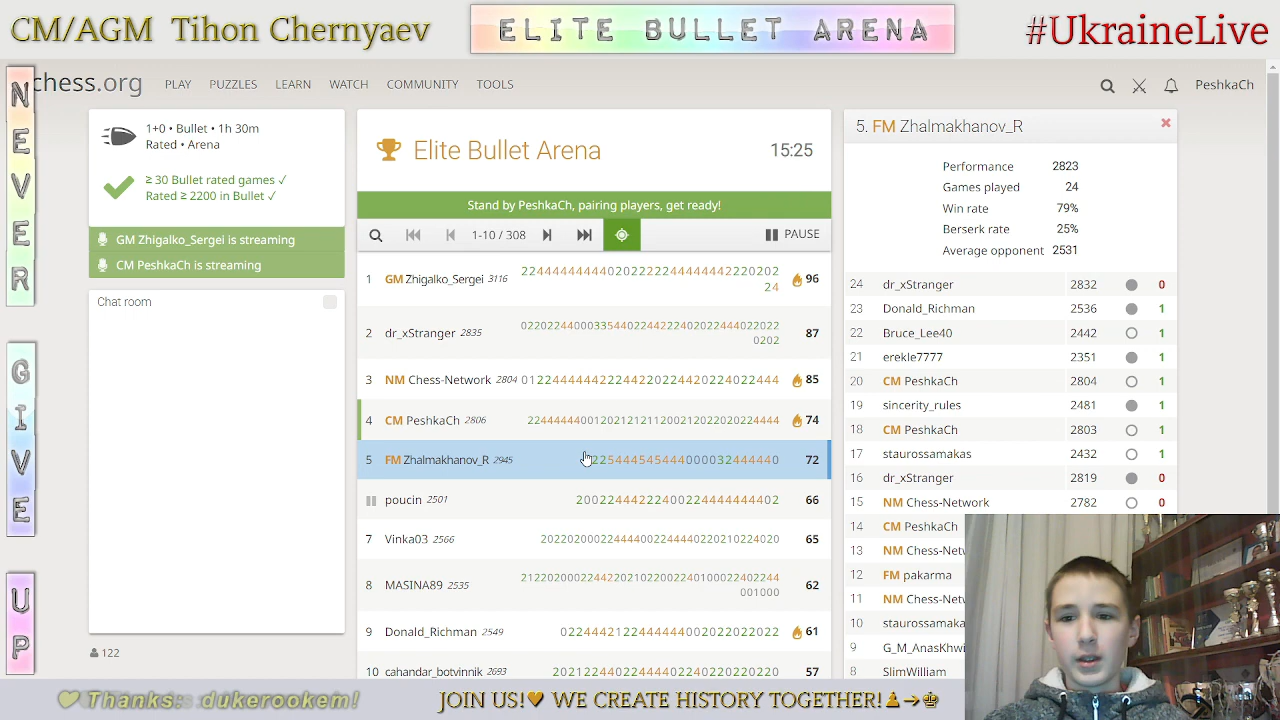 CM/AGM Tihon Chernyaev
ELITE BULLET ARENA
#UkraineLive
NEVER
GIVE
UP
chess.org
PLAY PUZZLES LEARN WATCH COMMUNITY TOOLS
PeshkaCh
1+0 • Bullet • 1h 30m
Rated • Arena
≥ 30 Bullet rated games ✓
Rated ≥ 2200 in Bullet ✓
GM Zhigalko_Sergei is streaming
CM PeshkaCh is streaming
Chat room
122
Elite Bullet Arena 15:25
Stand by PeshkaCh, pairing players, get ready!
1-10 / 308 PAUSE
1 GM Zhigalko_Sergei 3116 96
2 dr_xStranger 2835 87
3 NM Chess-Network 2804 85
4 CM PeshkaCh 2806 74
5 FM Zhalmakhanov_R 2945 72
poucin 2501 66
7 Vinka03 2566 65
8 MASINA89 2535 62
9 Donald_Richman 2549 61
10 cahandar_botvinnik 2693 57
5. FM Zhalmakhanov_R
Performance 2823
Games played 24
Win rate 79%
Berserk rate 25%
Average opponent 2531
24 dr_xStranger 2832 0
23 Donald_Richman 2536 1
22 Bruce_Lee40 2442 1
21 erekle7777 2351 1
20 CM PeshkaCh 2804 1
19 sincerity_rules 2481 1
18 CM PeshkaCh 2803 1
17 staurossamakas 2432 1
16 dr_xStranger 2819 0
15 NM Chess-Network 2782 0
14 CM PeshkaCh
13 NM
12 FM pakarma
11 NM
10
9
8 SlimWilliam
Thanks: dukerookem!
JOIN US!♥ WE CREATE HISTORY TOGETHER!♟→♚